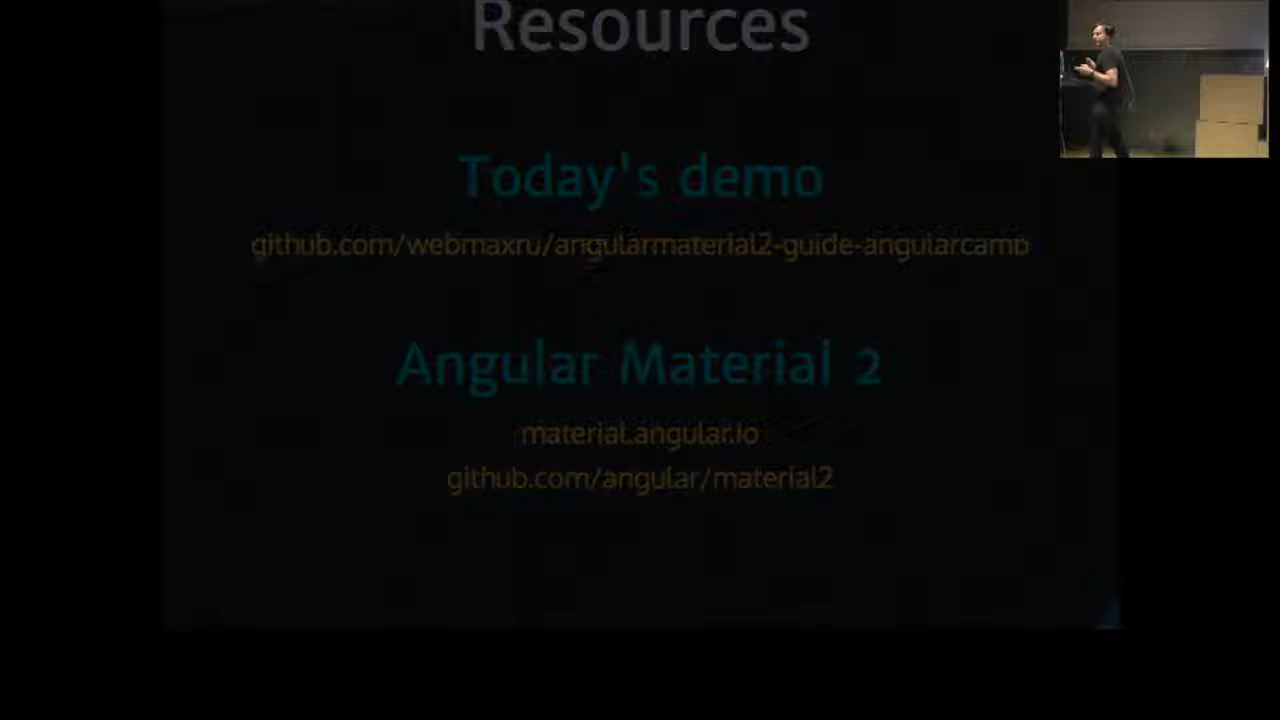 Resources
Today's demo
github.com/webmaxru/angularmaterial2-guide-angularcamp
Angular Material 2
material.angular.io
github.com/angular/material2